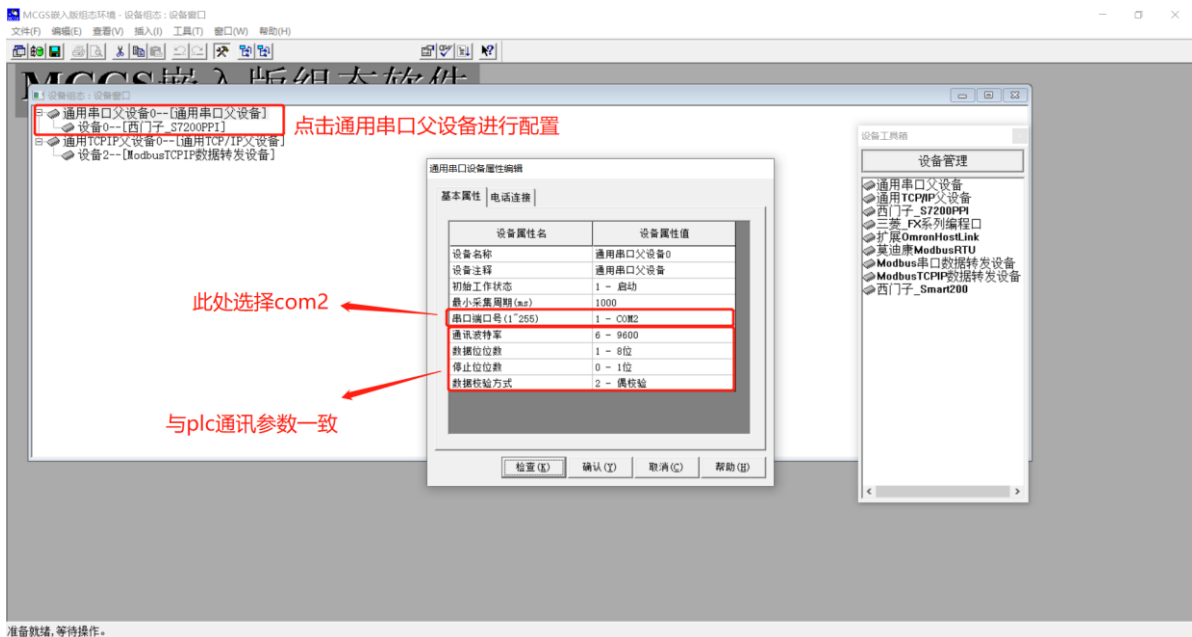 MCGS嵌入版组态环境 - 设备组态 : 设备窗口
文件(F) 编辑(E) 查看(V) 插入(I) 工具(T) 窗口(W) 帮助(H)
MCGS嵌入版组态软件
设备组态 : 设备窗口
通用串口父设备0--[通用串口父设备]
设备0--[西门子_S7200PPI]
通用TCPIP父设备0--[通用TCP/IP父设备]
设备2--[ModbusTCPIP数据转发设备]
点击通用串口父设备进行配置
通用串口设备属性编辑
基本属性 电话连接
设备属性名 设备属性值
设备名称 通用串口父设备0
设备注释 通用串口父设备
初始工作状态 1 - 启动
最小采集周期(ms) 1000
串口端口号(1~255) 1 - COM2
通讯波特率 6 - 9600
数据位位数 1 - 8位
停止位位数 0 - 1位
数据校验方式 2 - 偶校验
检查(K) 确认(Y) 取消(C) 帮助(H)
此处选择com2
与plc通讯参数一致
设备工具箱
设备管理
通用串口父设备
通用TCP/IP父设备
西门子_S7200PPI
三菱_FX系列编程口
扩展OmronHostLink
莫迪康ModbusRTU
Modbus串口数据转发设备
ModbusTCPIP数据转发设备
西门子_Smart200
准备就绪,等待操作。